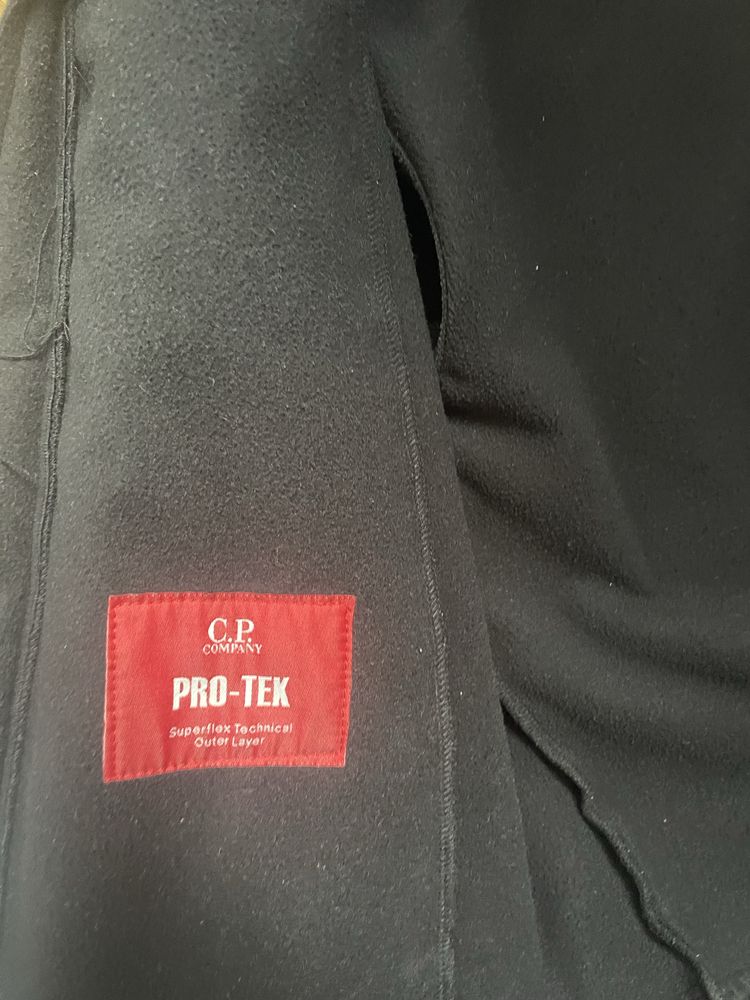 C.P.
COMPANY
PRO-TEK
Superflex Technical
Outer Layer